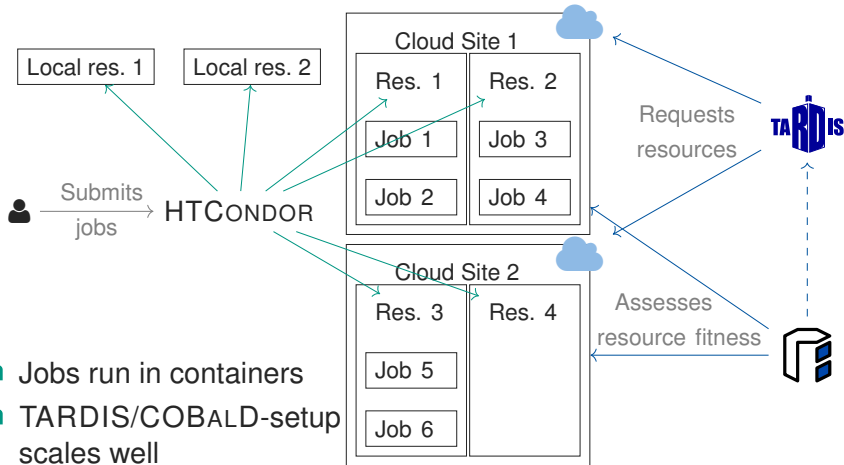 Cloud Site 1
Local res. 1
Local res. 2
Res. 1
Res. 2
Job 1
Job 3
Job 2
Job 4
Requests
resources
TARDIS
Submits
jobs
HTCONDOR
Cloud Site 2
Res. 3
Res. 4
Job 5
Job 6
Assesses
resource fitness
Jobs run in containers
TARDIS/COBALD-setup
scales well